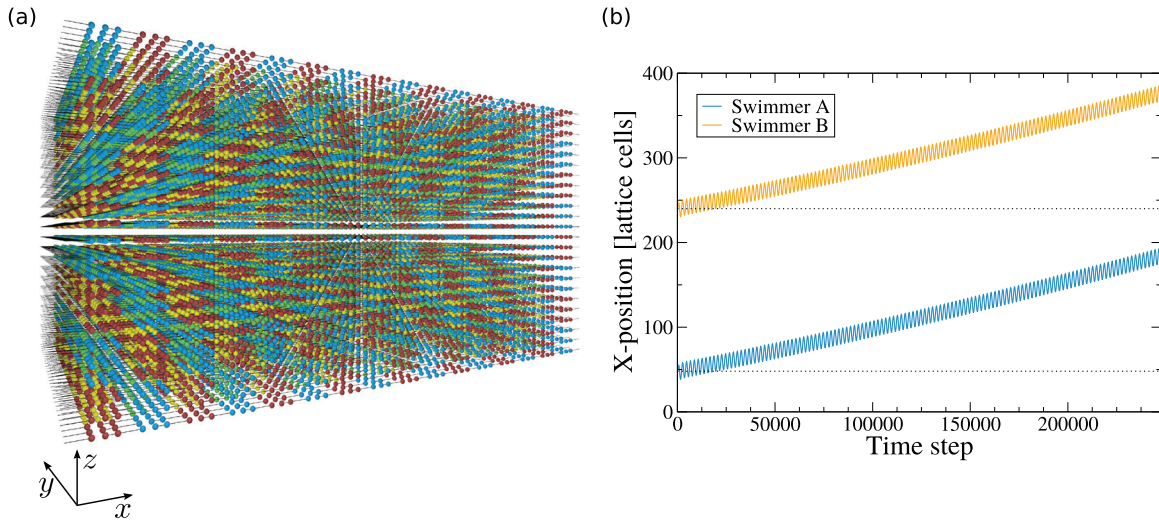 (a)
z
y
x
(b)
400
300
200
100
0
X-position [lattice cells]
Swimmer A
Swimmer B
0 50000 100000 150000 200000
Time step